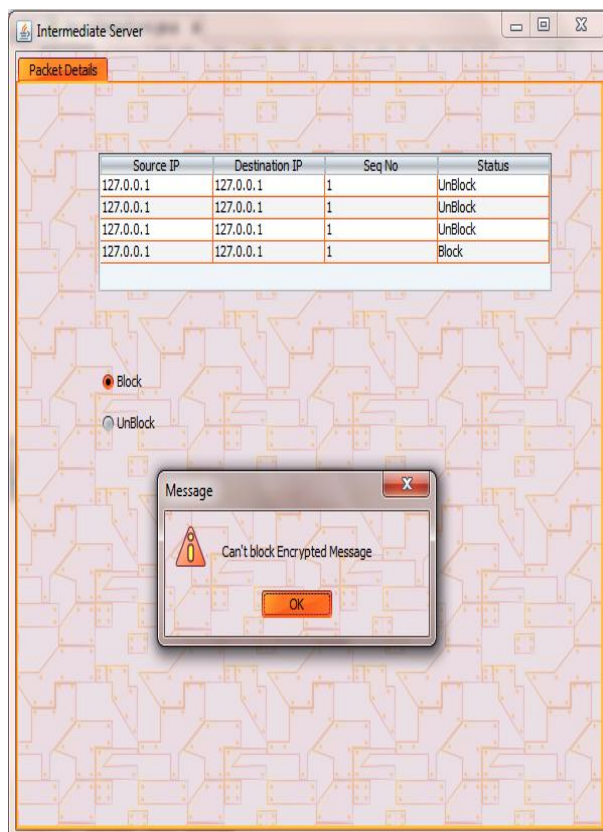 Intermediate Server
Packet Details
Source IP Destination IP Seq No Status
127.0.0.1 127.0.0.1 1 UnBlock
127.0.0.1 127.0.0.1 1 UnBlock
127.0.0.1 127.0.0.1 1 UnBlock
127.0.0.1 127.0.0.1 1 Block
Block
UnBlock
Message
Can't block Encrypted Message
OK